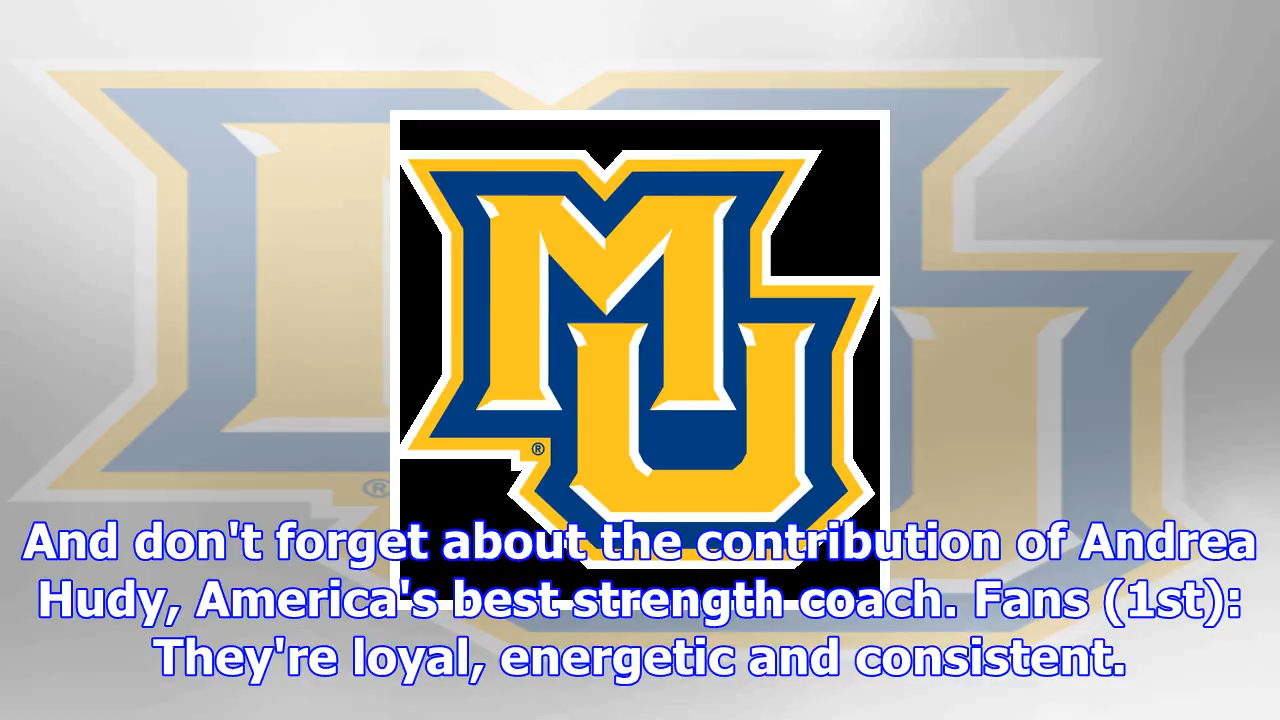 MU
®
And don't forget about the contribution of Andrea
Hudy, America's best strength coach. Fans (1st):
They're loyal, energetic and consistent.